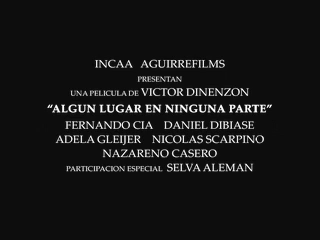 INCAA AGUIRREFILMS
PRESENTAN
UNA PELICULA DE VICTOR DINENZON
“ALGUN LUGAR EN NINGUNA PARTE”
FERNANDO CIA DANIEL DIBIASE
ADELA GLEIJER NICOLAS SCARPINO
NAZARENO CASERO
PARTICIPACION ESPECIAL SELVA ALEMAN